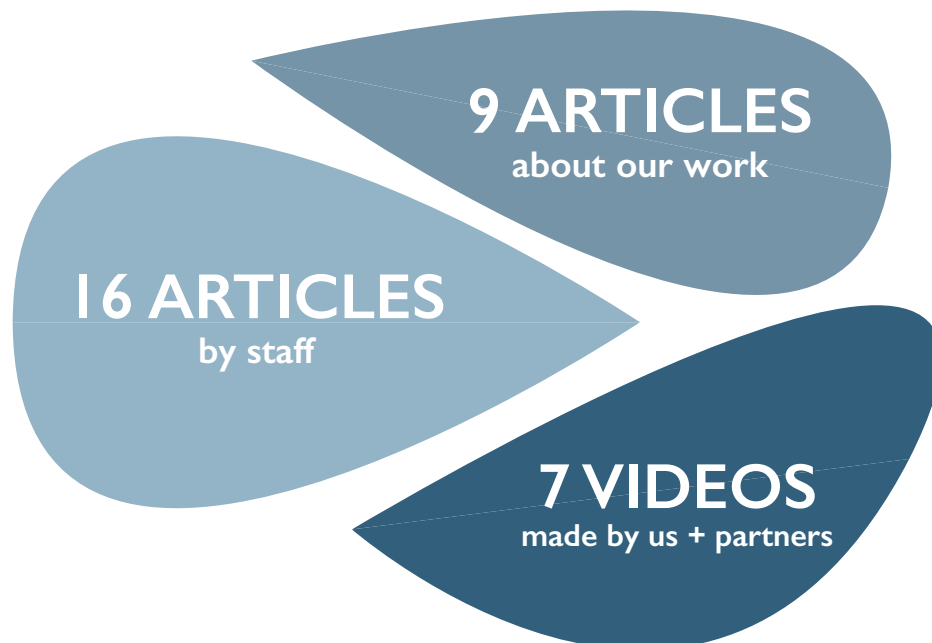 9 ARTICLES
about our work
16 ARTICLES
by staff
7 VIDEOS
made by us + partners